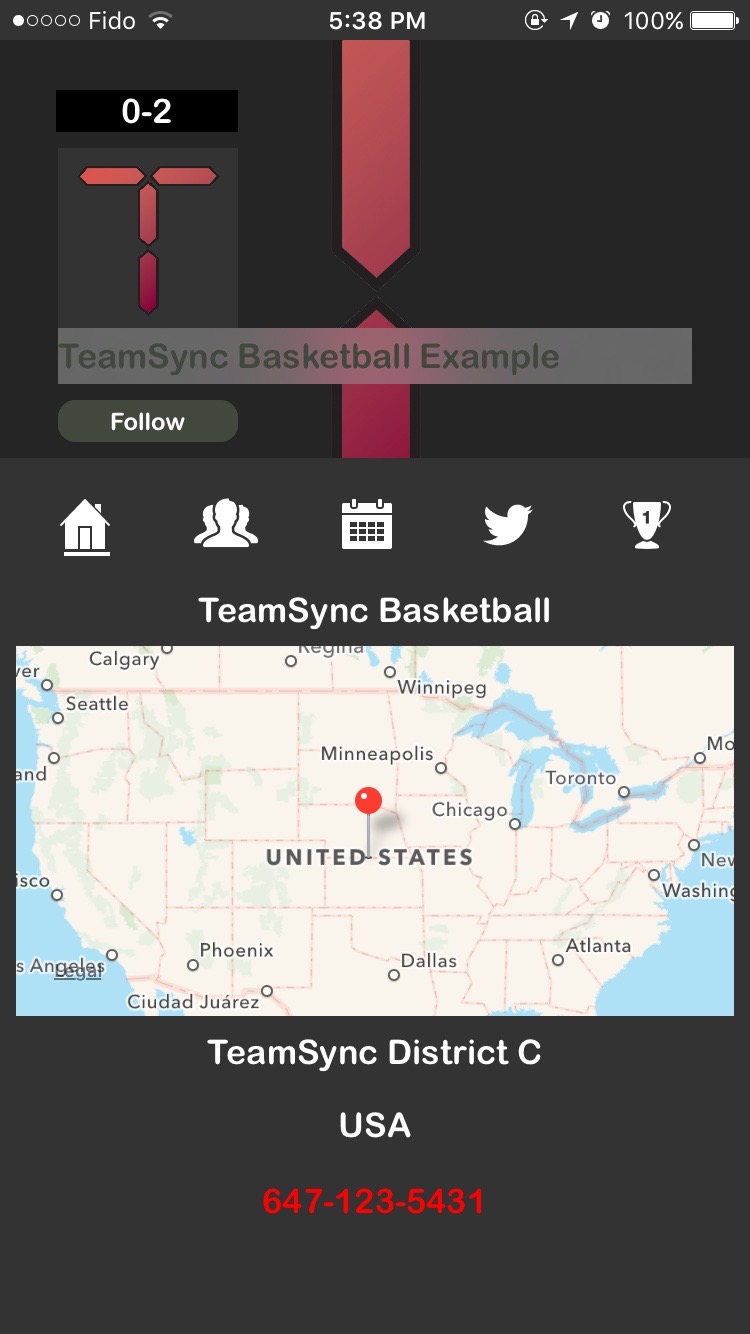 Fido 5:38 PM 100%
0-2
TeamSync Basketball Example
Follow
1
TeamSync Basketball
Calgary
Regina
ver
Winnipeg
Seattle
Minneapolis
Mo
and
Toronto
Chicago
UNITED STATES
New
isco
Washing
Atlanta
Phoenix
Dallas
s Angeles
Legal
Ciudad Juárez
TeamSync District C
USA
647-123-5431